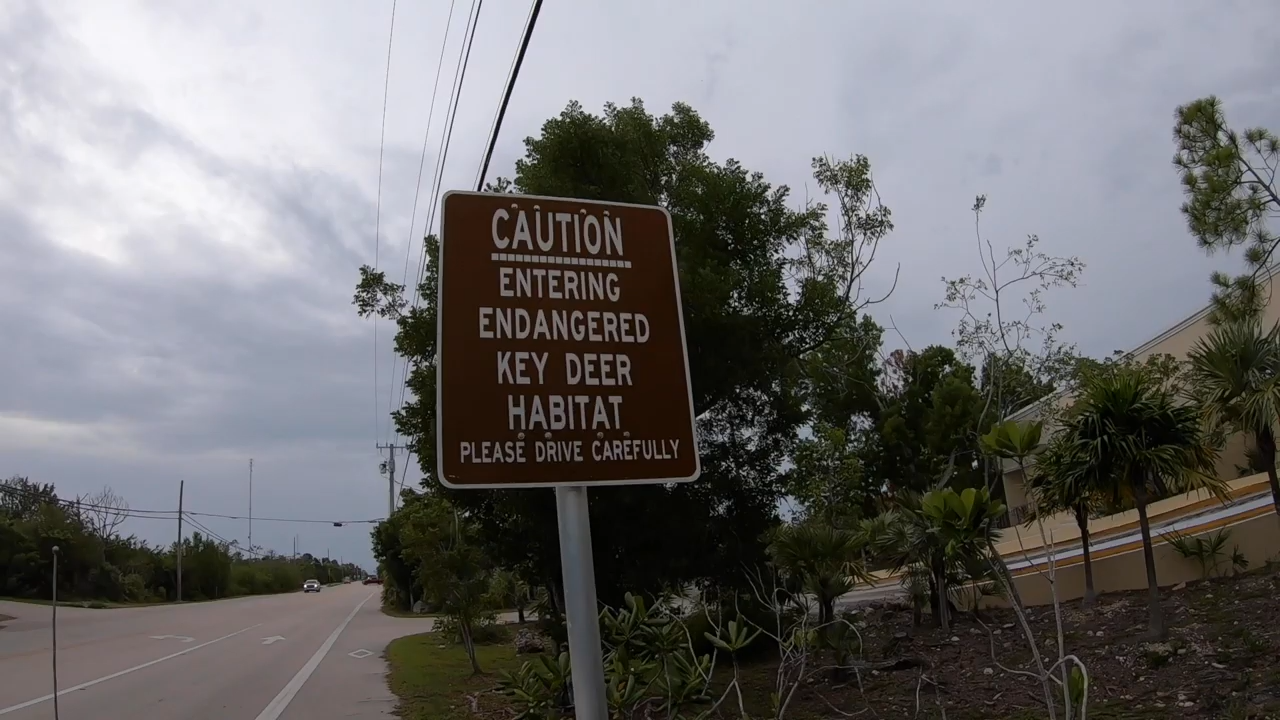 CAUTION
ENTERING
ENDANGERED
KEY DEER
HABITAT
PLEASE DRIVE CAREFULLY